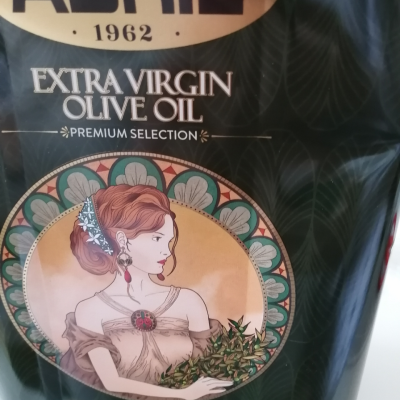 · 1962 ·
EXTRA VIRGIN
OLIVE OIL
PREMIUM SELECTION